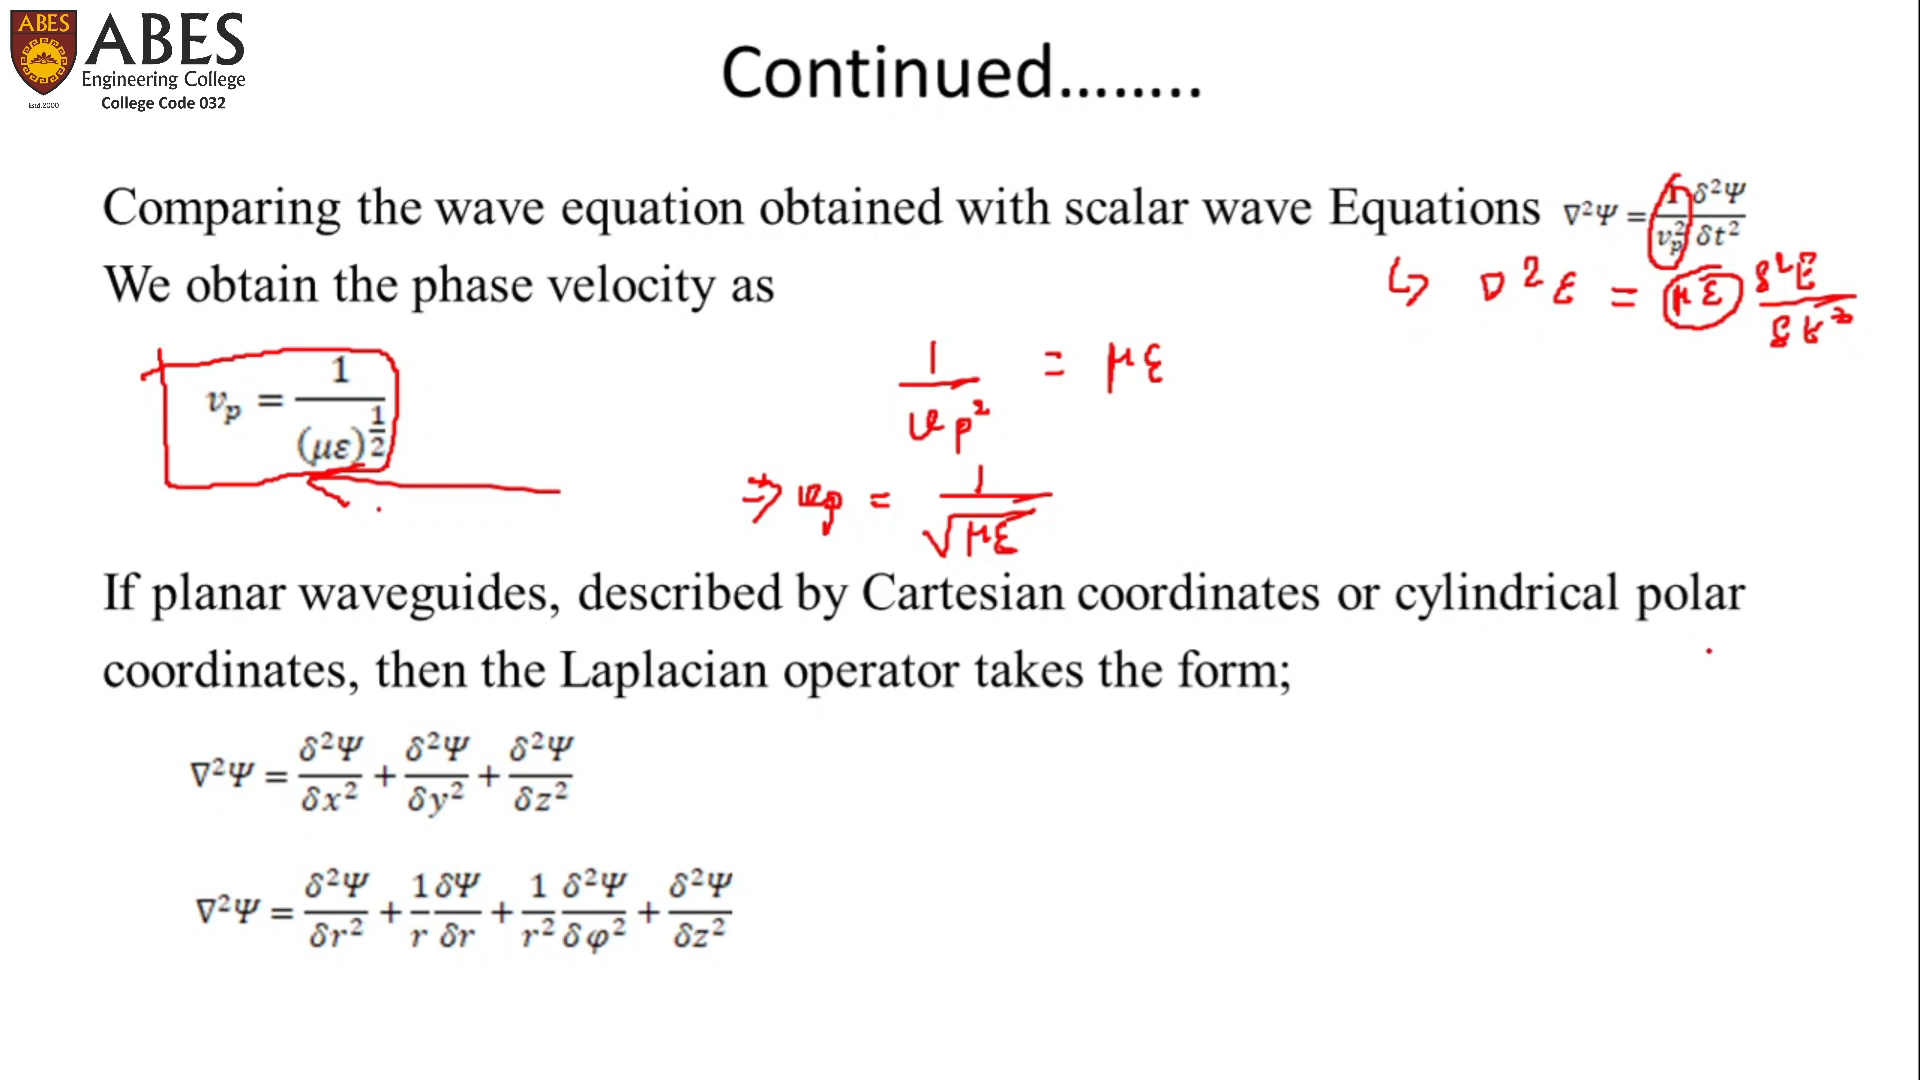 ABES
ABES
Engineering College
College Code 032
Estd.2000
Continued........
Comparing the wave equation obtained with scalar wave Equations ∇²Ψ = 1/v_p² δ²Ψ/δt²
↳ ∇²E = με δ²E/δt²
We obtain the phase velocity as
v_p = 1/(με)^(1/2)
1/v_p² = με
⇒ v_p = 1/√με
If planar waveguides, described by Cartesian coordinates or cylindrical polar
coordinates, then the Laplacian operator takes the form;
∇²Ψ = δ²Ψ/δx² + δ²Ψ/δy² + δ²Ψ/δz²
∇²Ψ = δ²Ψ/δr² + 1/r δΨ/δr + 1/r² δ²Ψ/δφ² + δ²Ψ/δz²